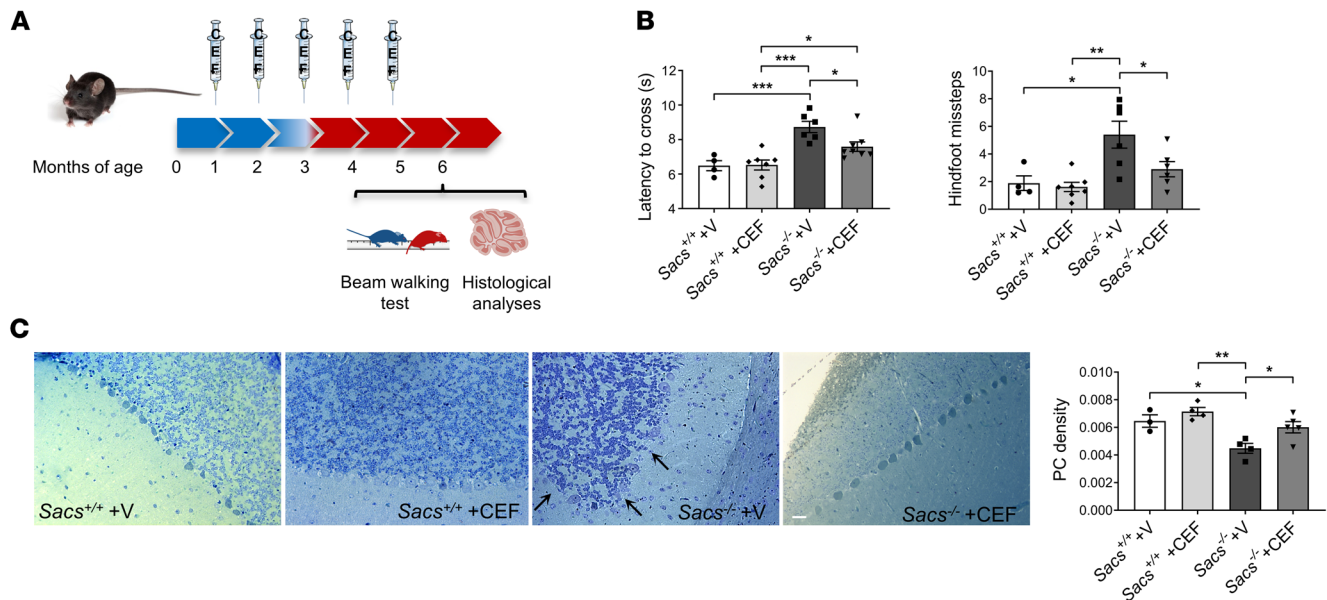 A
C C C C C
E E E E E
F F F F F
Months of age 0 1 2 3 4 5 6
Beam walking
test
Histological
analyses
B
*
***
***
*
Latency to cross (s)
12
10
8
6
4
Sacs+/+ +V
Sacs+/+ +CEF
Sacs-/- +V
Sacs-/- +CEF
**
*
*
Hindfoot missteps
10
8
6
4
2
0
Sacs+/+ +V
Sacs+/+ +CEF
Sacs-/- +V
Sacs-/- +CEF
C
Sacs+/+ +V
Sacs+/+ +CEF
Sacs-/- +V
Sacs-/- +CEF
**
*
*
PC density
0.010
0.008
0.006
0.004
0.002
0.000
Sacs+/+ +V
Sacs+/+ +CEF
Sacs-/- +V
Sacs-/- +CEF